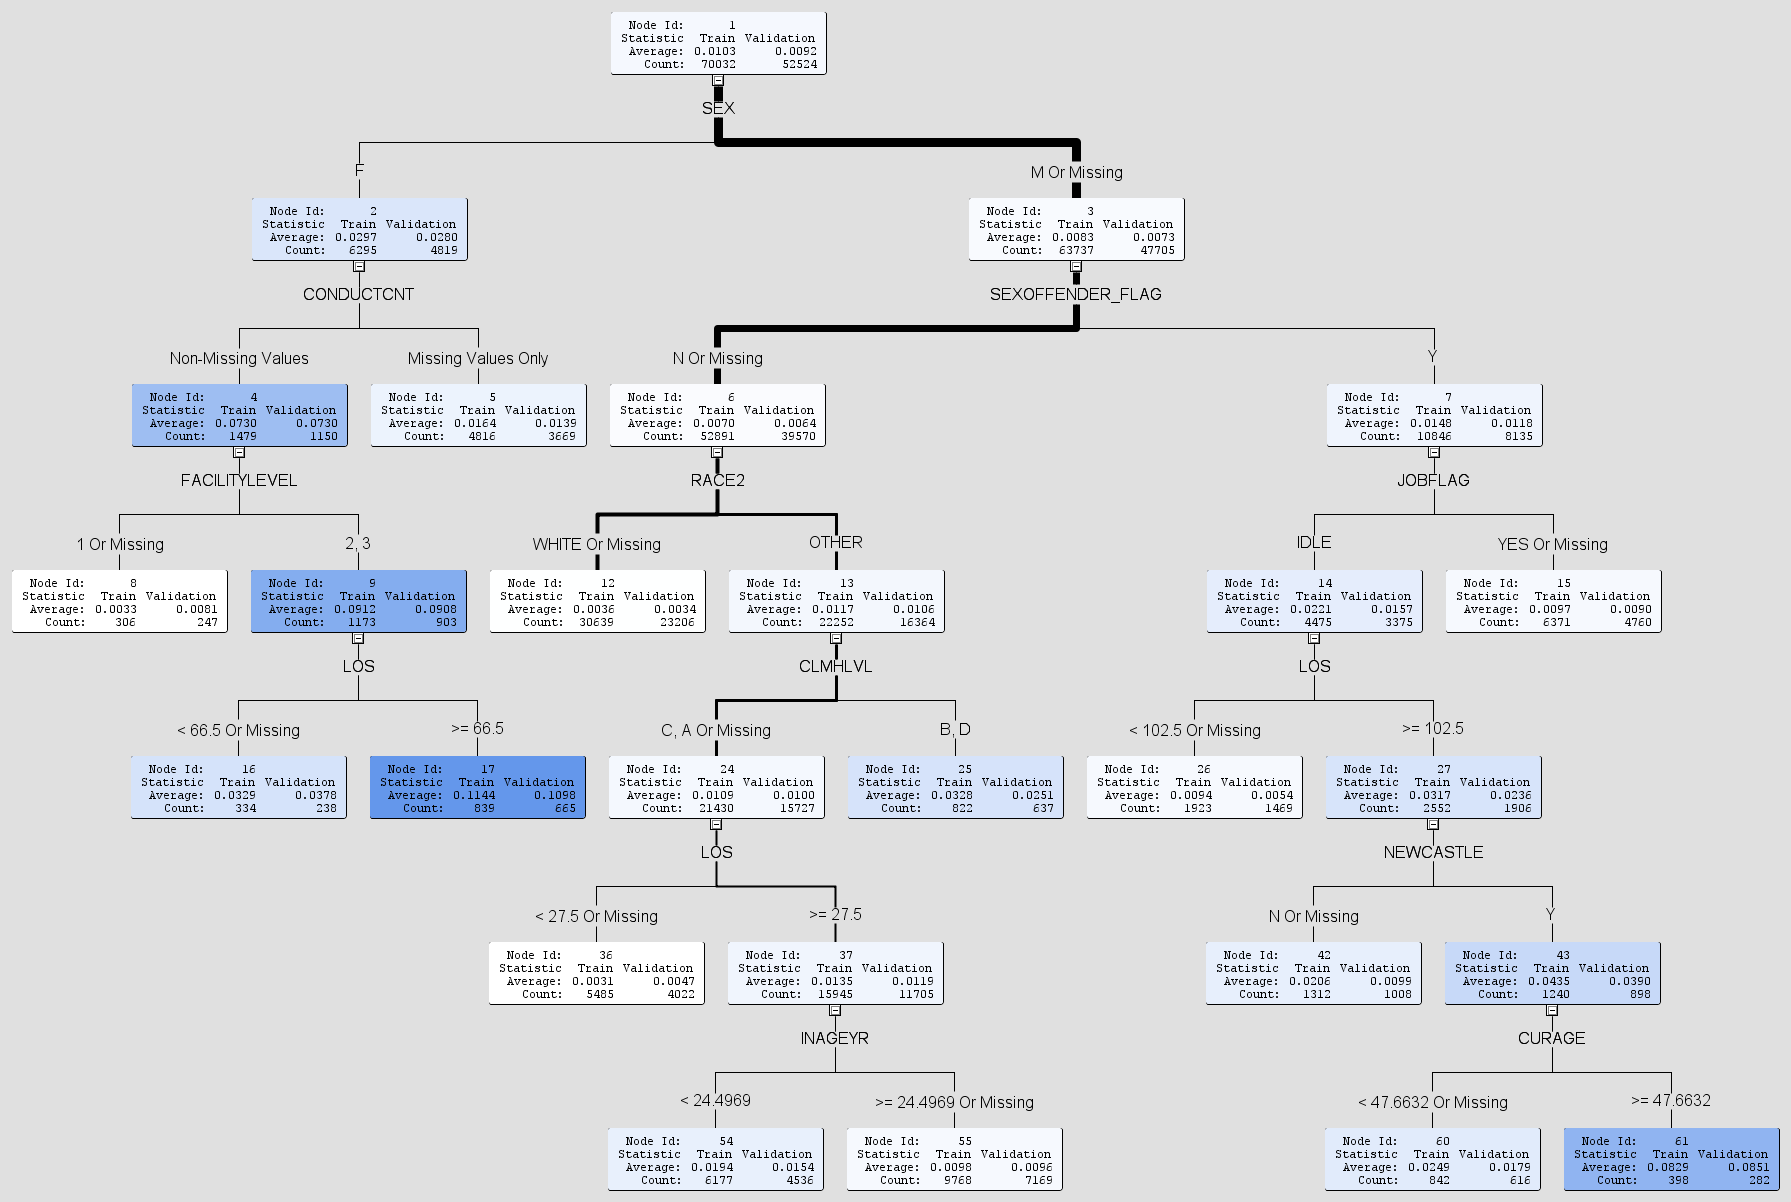 Node Id: 1
Statistic Train Validation
Average: 0.0103 0.0092
Count: 70032 52524
SEX
F
M Or Missing
Node Id: 2
Statistic Train Validation
Average: 0.0297 0.0280
Count: 6295 4819
Node Id: 3
Statistic Train Validation
Average: 0.0083 0.0073
Count: 63737 47705
CONDUCTCNT
SEXOFFENDER_FLAG
Non-Missing Values
Missing Values Only
N Or Missing
Y
Node Id: 4
Statistic Train Validation
Average: 0.0730 0.0730
Count: 1479 1150
Node Id: 5
Statistic Train Validation
Average: 0.0164 0.0139
Count: 4816 3669
Node Id: 6
Statistic Train Validation
Average: 0.0070 0.0064
Count: 52891 39570
Node Id: 7
Statistic Train Validation
Average: 0.0148 0.0118
Count: 10846 8135
FACILITYLEVEL
RACE2
JOBFLAG
1 Or Missing
2, 3
WHITE Or Missing
OTHER
IDLE
YES Or Missing
Node Id: 8
Statistic Train Validation
Average: 0.0033 0.0081
Count: 306 247
Node Id: 9
Statistic Train Validation
Average: 0.0912 0.0908
Count: 1173 903
Node Id: 12
Statistic Train Validation
Average: 0.0036 0.0034
Count: 30639 23206
Node Id: 13
Statistic Train Validation
Average: 0.0117 0.0106
Count: 22252 16364
Node Id: 14
Statistic Train Validation
Average: 0.0221 0.0157
Count: 4475 3375
Node Id: 15
Statistic Train Validation
Average: 0.0097 0.0090
Count: 6371 4760
LOS
CLMHLVL
LOS
< 66.5 Or Missing
>= 66.5
C, A Or Missing
B, D
< 102.5 Or Missing
>= 102.5
Node Id: 16
Statistic Train Validation
Average: 0.0329 0.0378
Count: 334 238
Node Id: 17
Statistic Train Validation
Average: 0.1144 0.1098
Count: 839 665
Node Id: 24
Statistic Train Validation
Average: 0.0109 0.0100
Count: 21430 15727
Node Id: 25
Statistic Train Validation
Average: 0.0328 0.0251
Count: 822 637
Node Id: 26
Statistic Train Validation
Average: 0.0094 0.0054
Count: 1923 1469
Node Id: 27
Statistic Train Validation
Average: 0.0317 0.0236
Count: 2552 1906
LOS
NEWCASTLE
< 27.5 Or Missing
>= 27.5
N Or Missing
Y
Node Id: 36
Statistic Train Validation
Average: 0.0031 0.0047
Count: 5485 4022
Node Id: 37
Statistic Train Validation
Average: 0.0135 0.0119
Count: 15945 11705
Node Id: 42
Statistic Train Validation
Average: 0.0206 0.0099
Count: 1312 1008
Node Id: 43
Statistic Train Validation
Average: 0.0435 0.0390
Count: 1240 898
INAGEYR
CURAGE
< 24.4969
>= 24.4969 Or Missing
< 47.6632 Or Missing
>= 47.6632
Node Id: 54
Statistic Train Validation
Average: 0.0194 0.0154
Count: 6177 4536
Node Id: 55
Statistic Train Validation
Average: 0.0098 0.0096
Count: 9768 7169
Node Id: 60
Statistic Train Validation
Average: 0.0249 0.0179
Count: 842 616
Node Id: 61
Statistic Train Validation
Average: 0.0829 0.0851
Count: 398 282